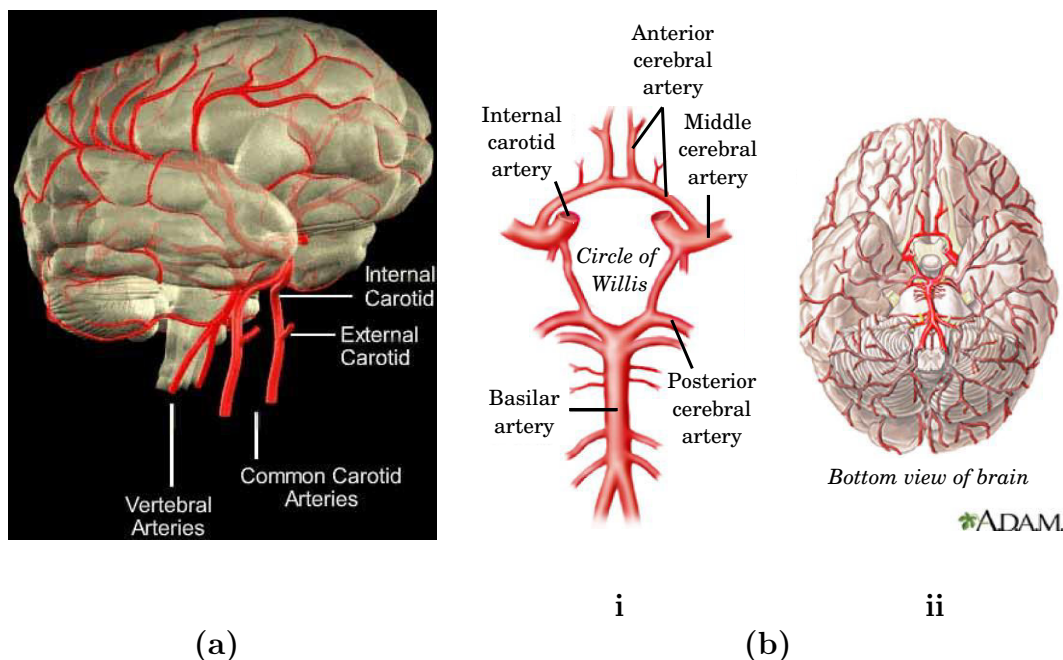 Internal
Carotid
External
Carotid
Common Carotid
Arteries
Vertebral
Arteries
(a)
Anterior
cerebral
artery
Internal
carotid
artery
Middle
cerebral
artery
Circle of
Willis
Basilar
artery
Posterior
cerebral
artery
Bottom view of brain
A.D.A.M.
i
ii
(b)